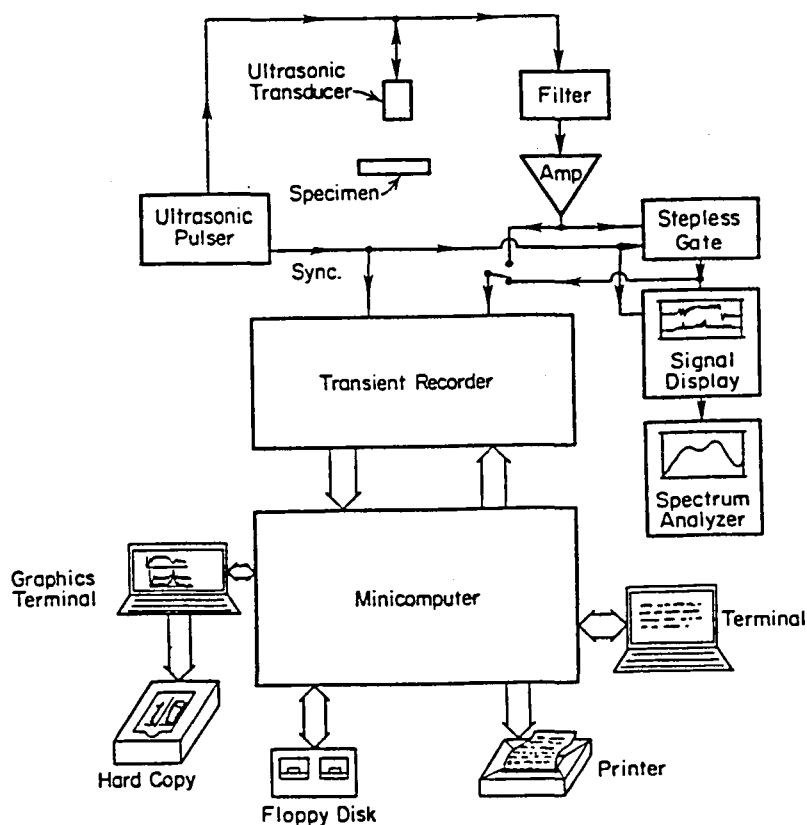 Ultrasonic
Transducer
Filter
Specimen
Amp
Ultrasonic
Pulser
Stepless
Gate
Sync.
Transient Recorder
Signal
Display
Spectrum
Analyzer
Graphics
Terminal
Minicomputer
Terminal
Hard Copy
Floppy Disk
Printer